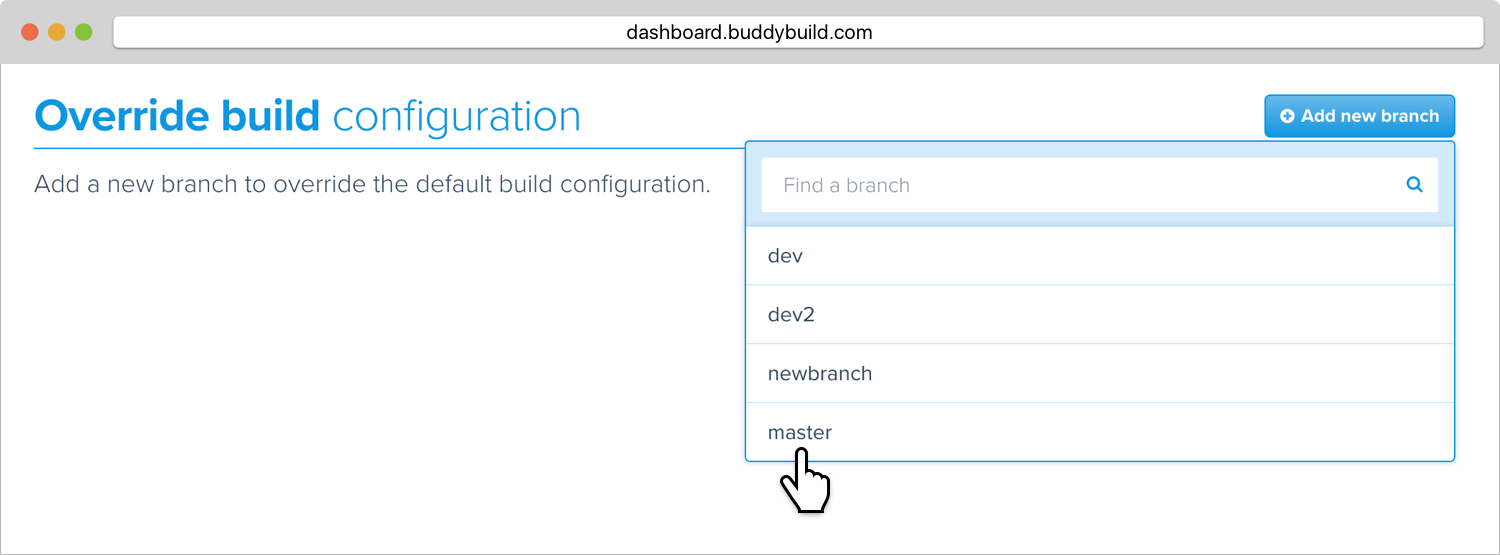 dashboard.buddybuild.com
Override build configuration
Add new branch
Add a new branch to override the default build configuration.
Find a branch
dev
dev2
newbranch
master